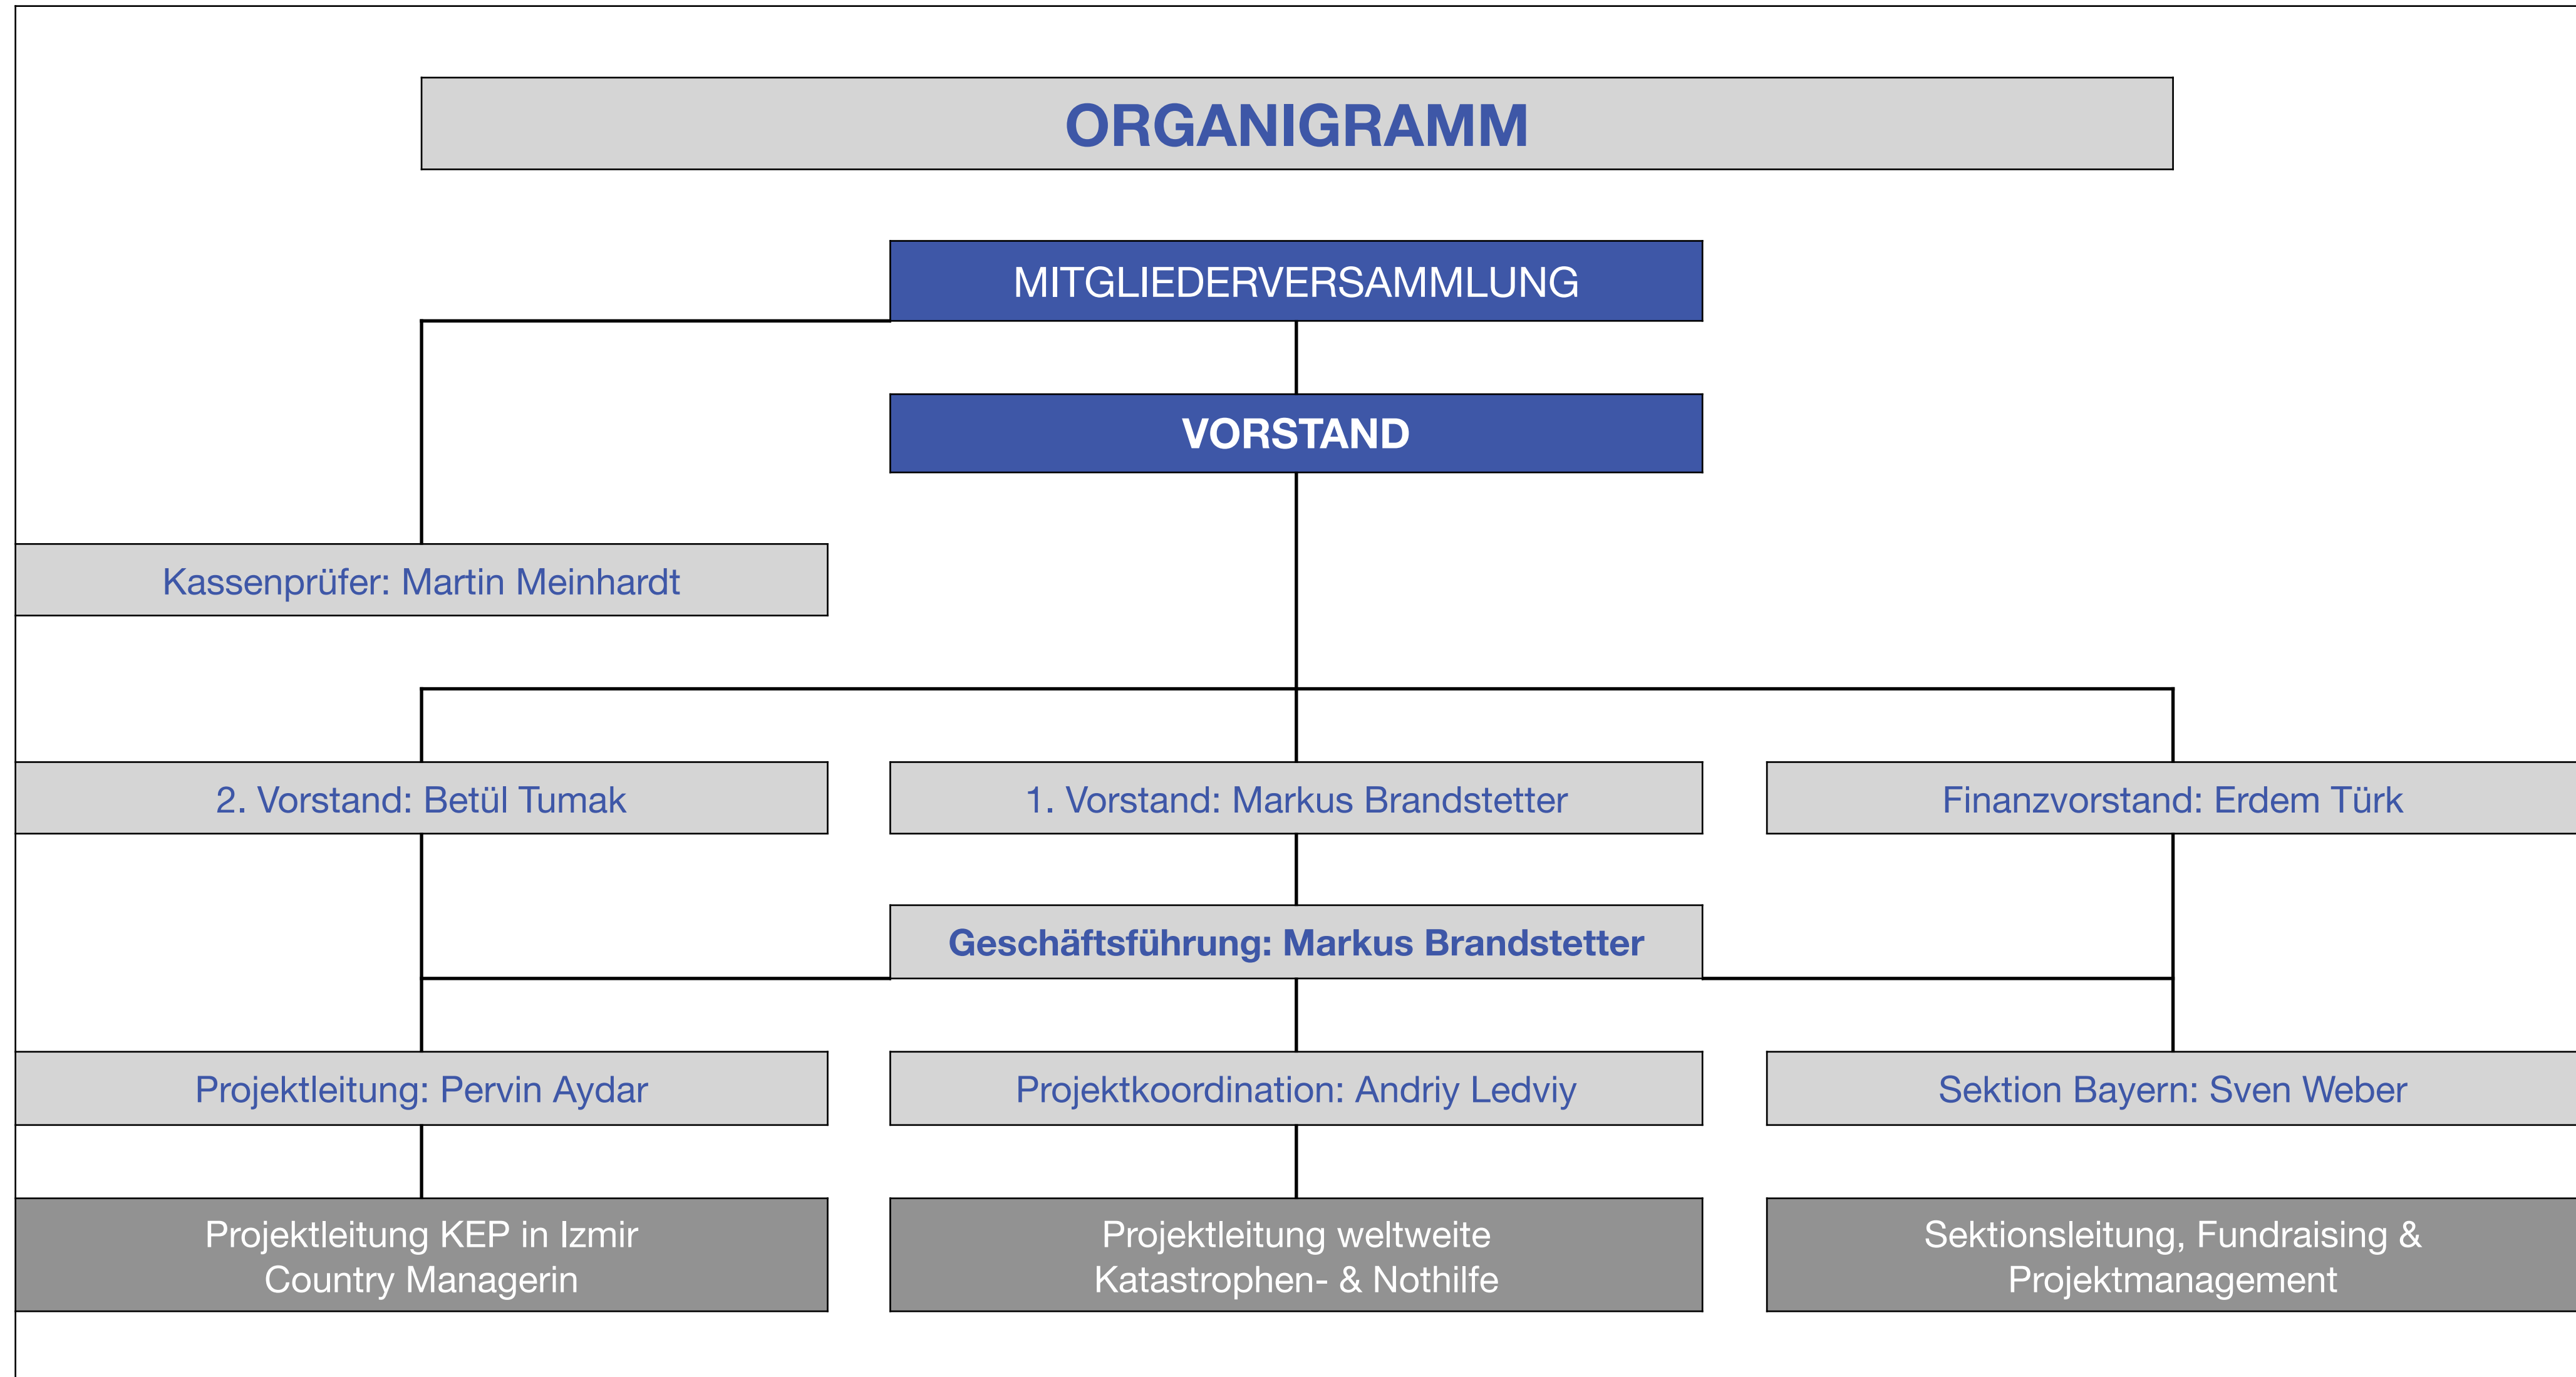 ORGANIGRAMM
MITGLIEDERVERSAMMLUNG
VORSTAND
Kassenprüfer: Martin Meinhardt
2. Vorstand: Betül Tumak
1. Vorstand: Markus Brandstetter
Finanzvorstand: Erdem Türk
Geschäftsführung: Markus Brandstetter
Projektleitung: Pervin Aydar
Projektkoordination: Andriy Ledviy
Sektion Bayern: Sven Weber
Projektleitung KEP in Izmir
Country Managerin
Projektleitung weltweite
Katastrophen- & Nothilfe
Sektionsleitung, Fundraising &
Projektmanagement